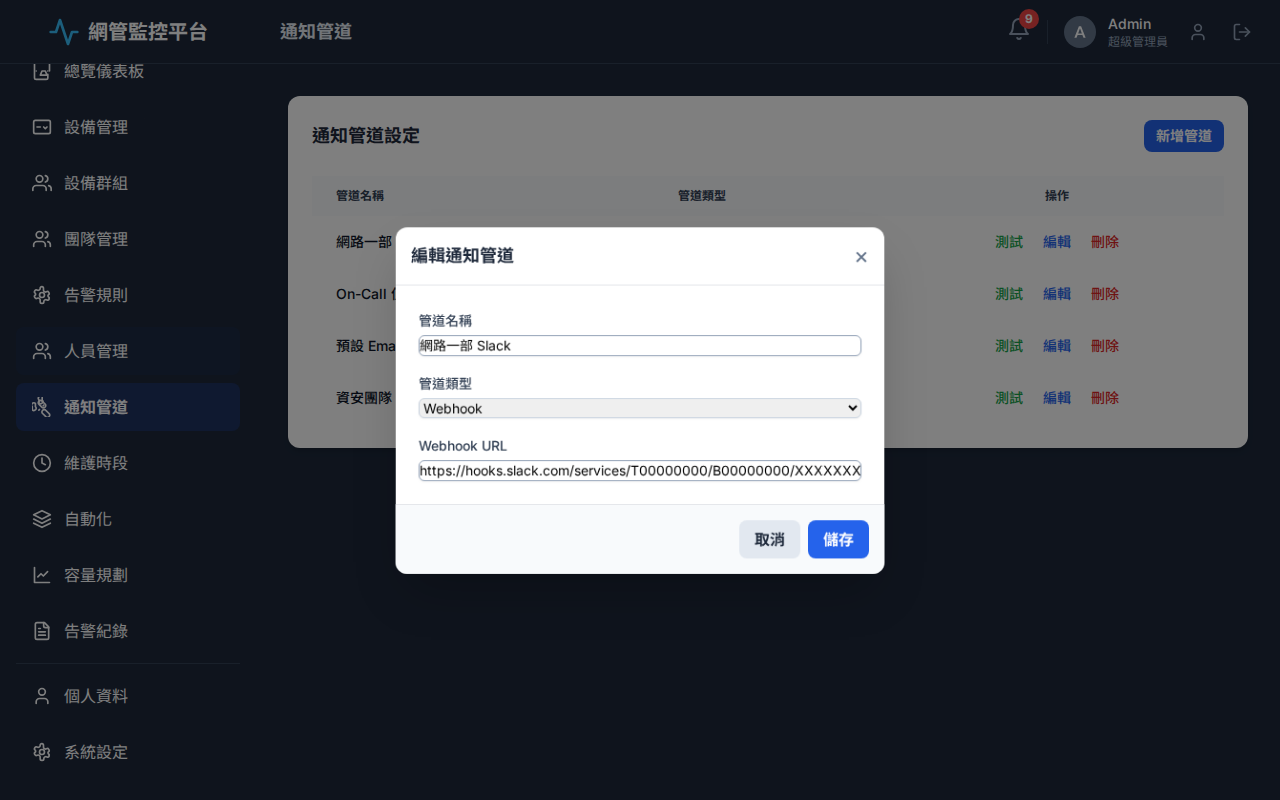 網管監控平台
通知管道
9
A
Admin
超級管理員
總覽儀表板
設備管理
設備群組
團隊管理
告警規則
人員管理
通知管道
維護時段
自動化
容量規劃
告警紀錄
個人資料
系統設定
通知管道設定
新增管道
管道名稱
管道類型
操作
網路一部
測試
編輯
刪除
On-Call
測試
編輯
刪除
預設 Ema
測試
編輯
刪除
資安團隊
測試
編輯
刪除
編輯通知管道
×
管道名稱
網路一部 Slack
管道類型
Webhook
Webhook URL
https://hooks.slack.com/services/T00000000/B00000000/XXXXXXX
取消
儲存